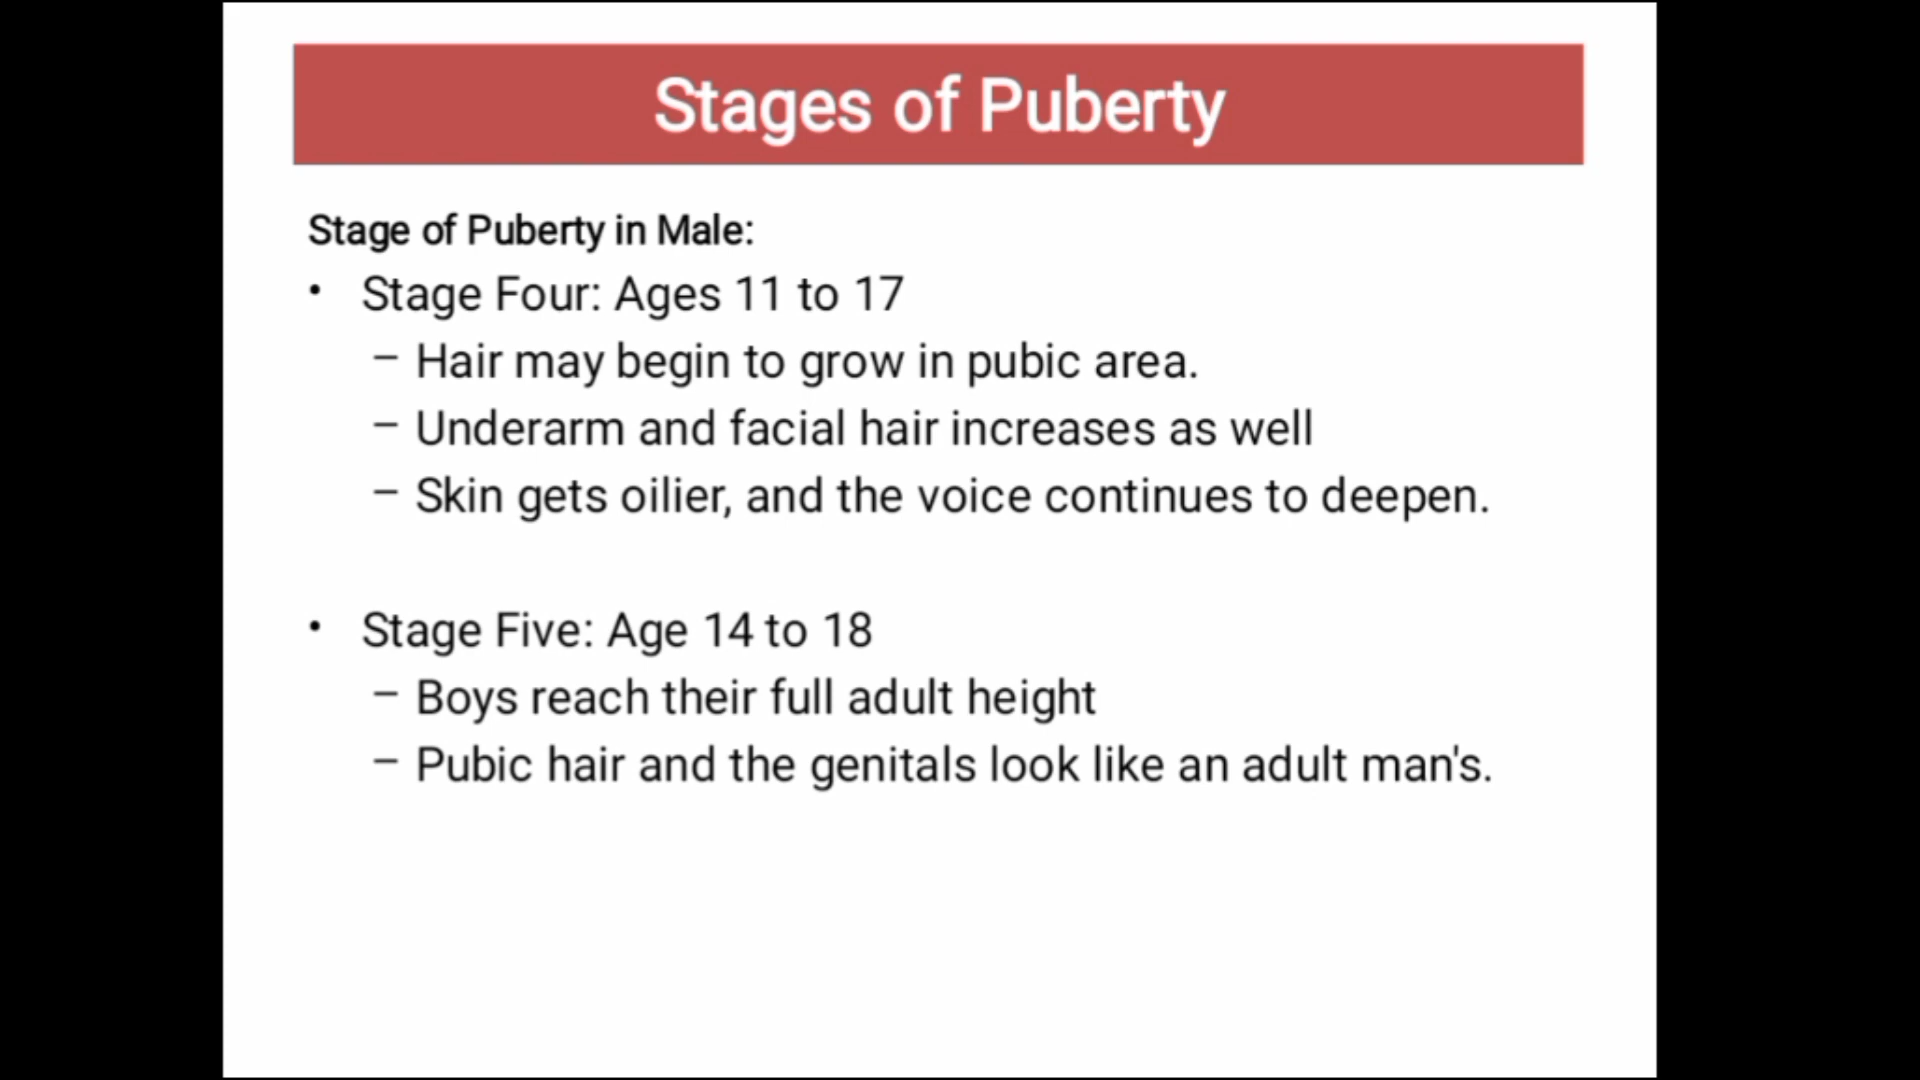 Stages of Puberty
Stage of Puberty in Male:
• Stage Four: Ages 11 to 17
– Hair may begin to grow in pubic area.
– Underarm and facial hair increases as well
– Skin gets oilier, and the voice continues to deepen.
• Stage Five: Age 14 to 18
– Boys reach their full adult height
– Pubic hair and the genitals look like an adult man's.